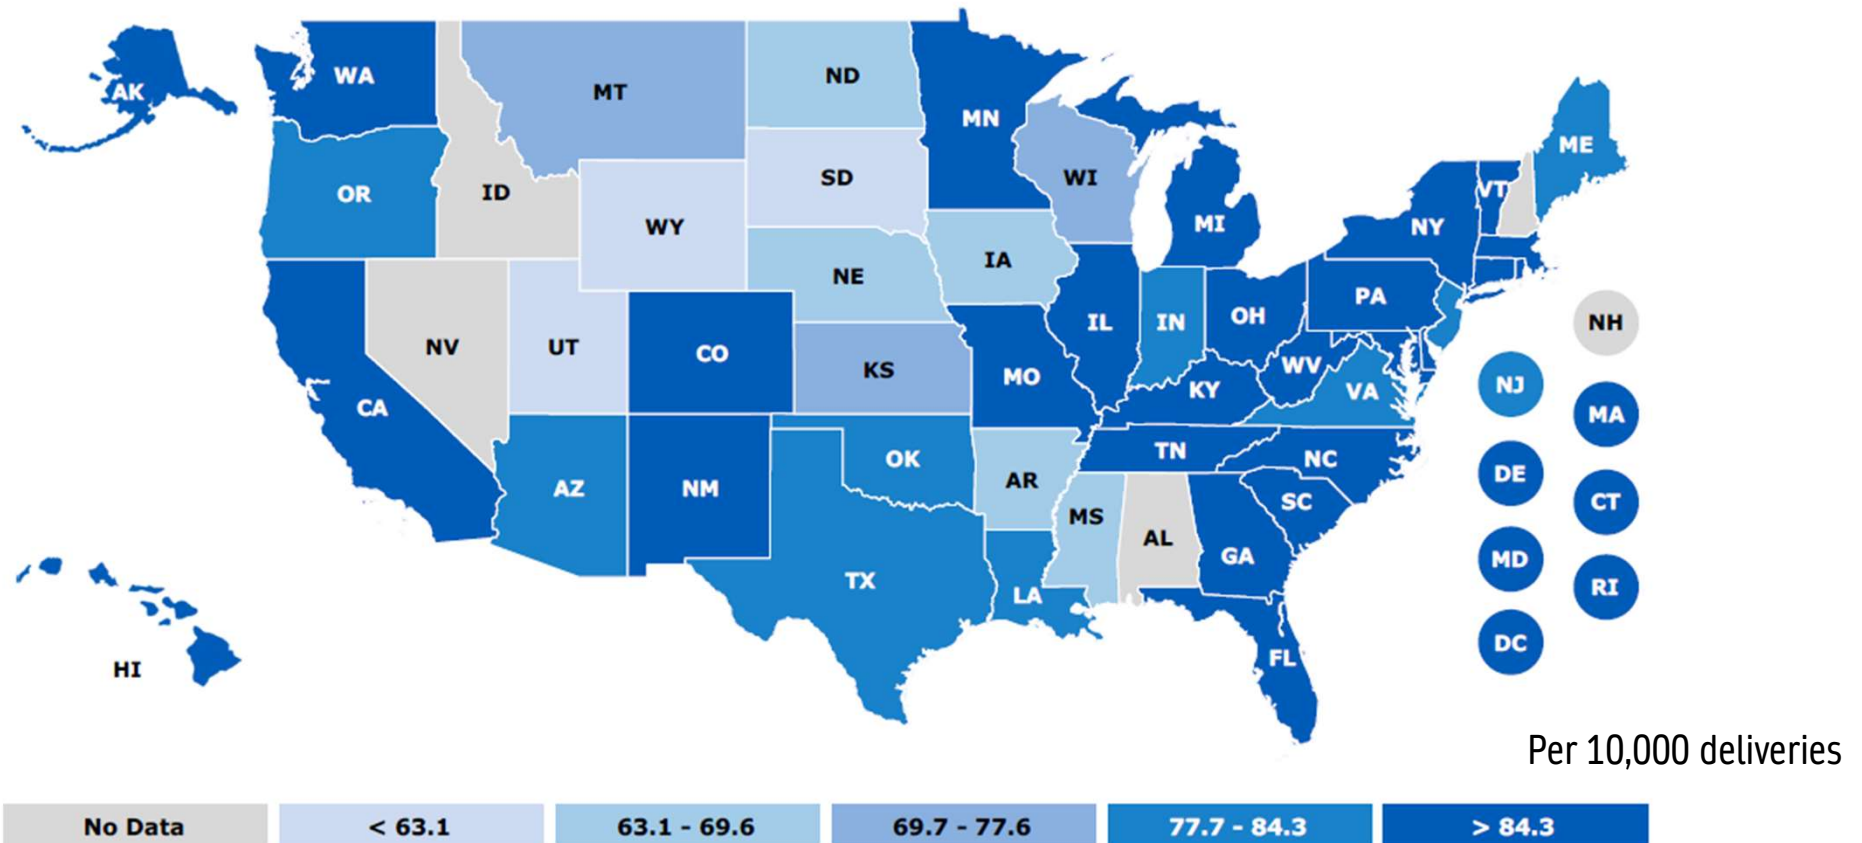 WA
ND
MT
AK
MN
ME
SD
WI
OR
ID
VT
WY
MI
NY
IA
NE
PA
OH
IL
IN
NH
NV
UT
CO
WV
KS
MO
NJ
KY
VA
CA
MA
TN
OK
NC
DE
AR
AZ
NM
SC
CT
MS
AL
GA
MD
TX
RI
LA
DC
FL
HI
Per 10,000 deliveries
No Data
< 63.1
63.1 - 69.6
69.7 - 77.6
77.7 - 84.3
> 84.3